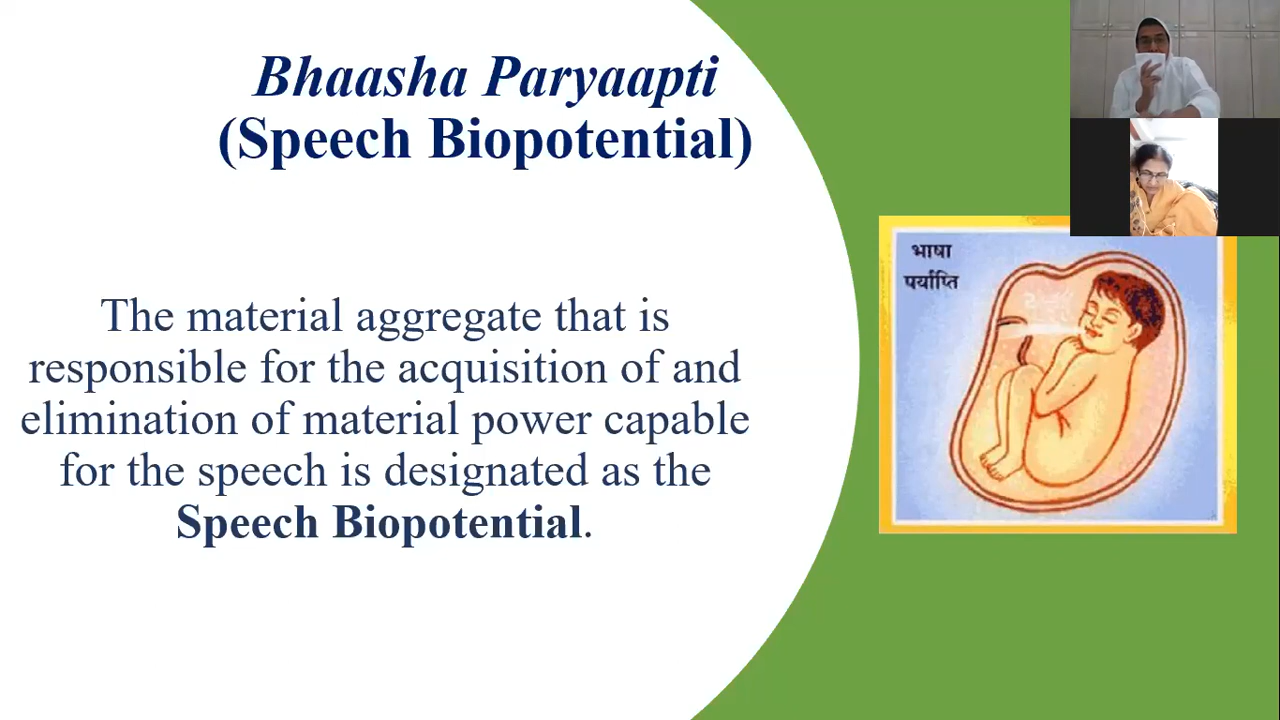 Bhaasha Paryaapti
(Speech Biopotential)
The material aggregate that is
responsible for the acquisition of and
elimination of material power capable
for the speech is designated as the
Speech Biopotential.
भाषा
पर्याप्ति